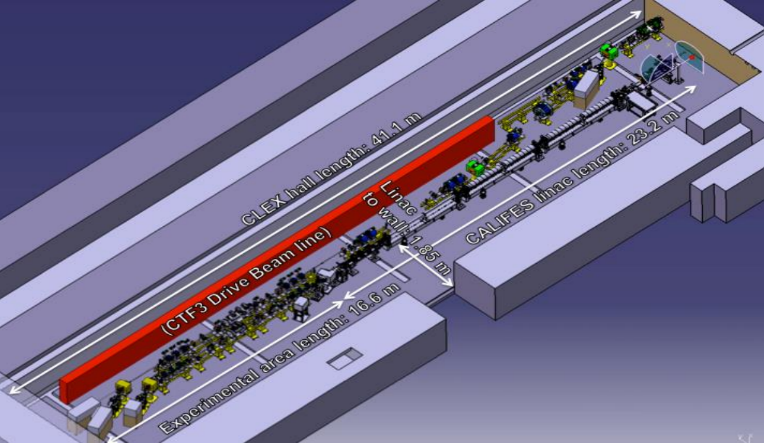 CLEX hall length: 41.1 m
Linac
to wall: 1.85 m
CALIFES linac length: 23.2 m
(CTF3 Drive Beam line)
Experimental area length: 16.6 m